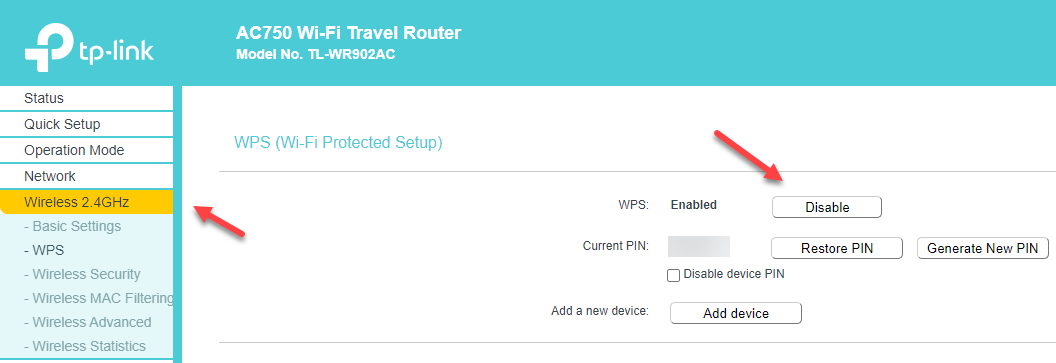 tp-link
AC750 Wi-Fi Travel Router
Model No. TL-WR902AC
Status
Quick Setup
Operation Mode
Network
Wireless 2.4GHz
- Basic Settings
- WPS
- Wireless Security
- Wireless MAC Filtering
- Wireless Advanced
- Wireless Statistics
WPS (Wi-Fi Protected Setup)
WPS: Enabled Disable
Current PIN: Restore PIN Generate New PIN
Disable device PIN
Add a new device: Add device